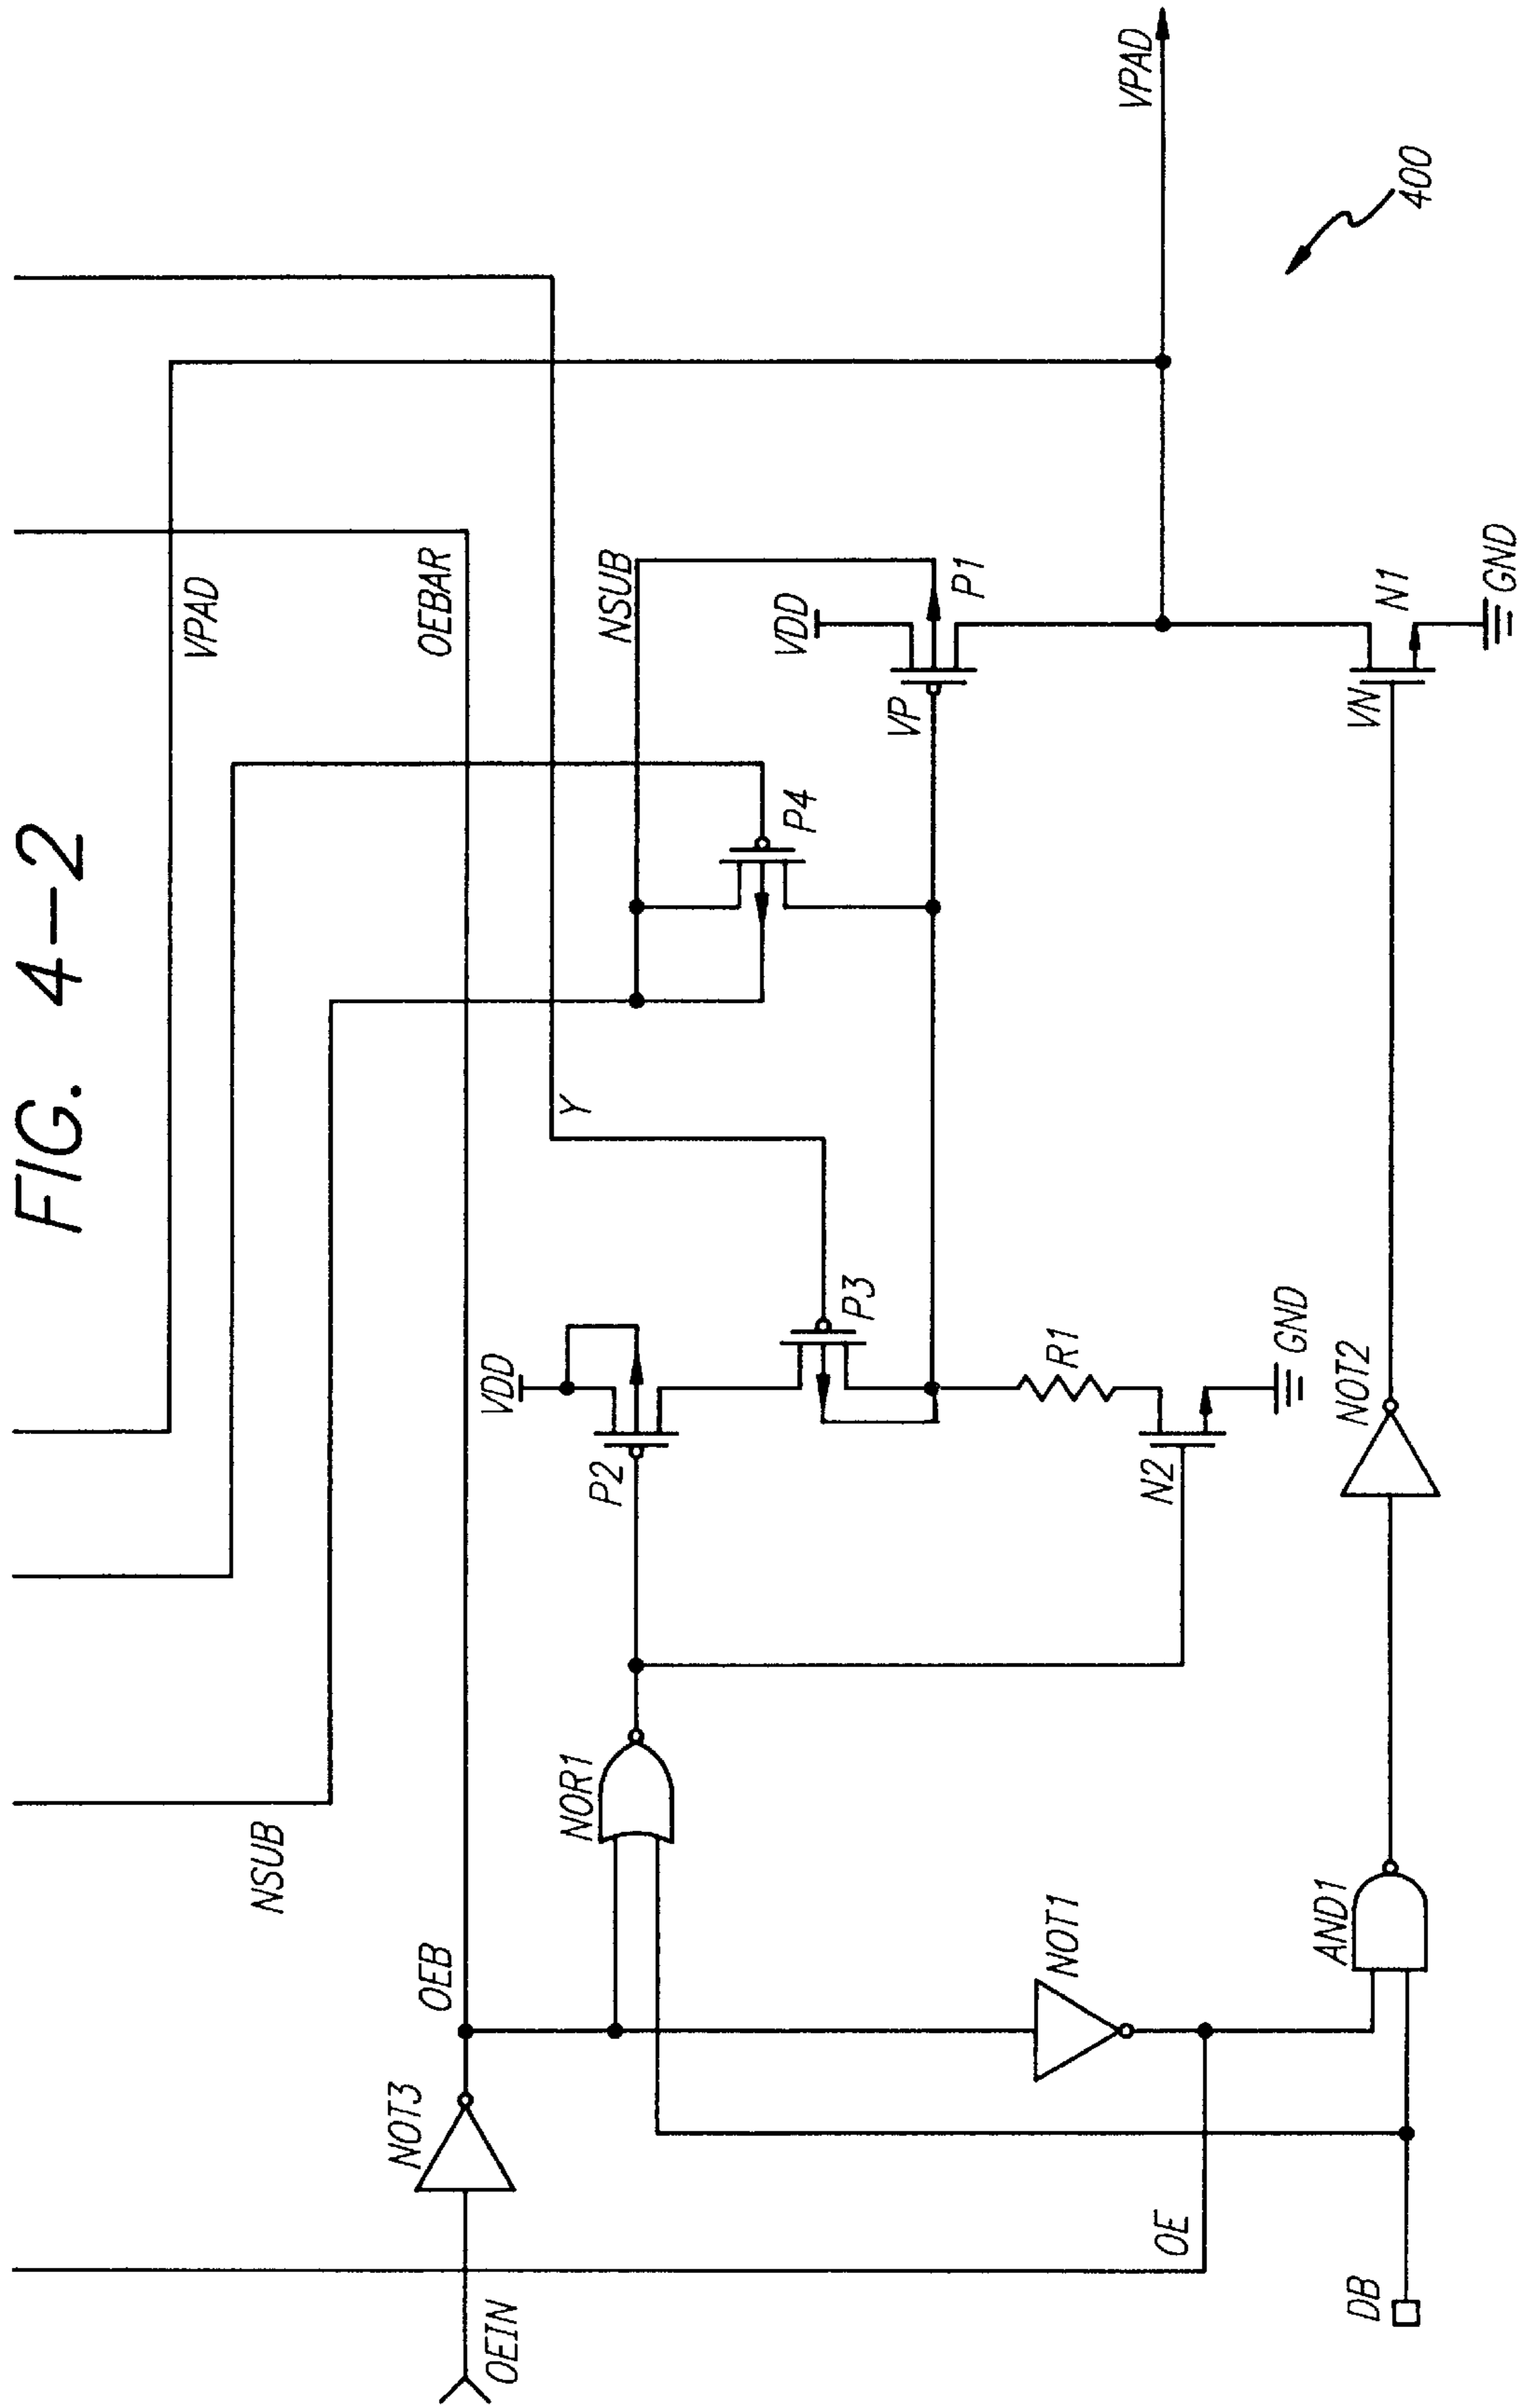 FIG. 4-2
VPAD
NSUB
OEBAR
OEB
NOT3
OEIN
Y
NSUB
VDD
P2
NOR1
P4
VDD
P3
VP
P1
R1
NOT1
VPAD
N2
GND
OE
NOT2
AND1
DB
VN
N1
GND
400